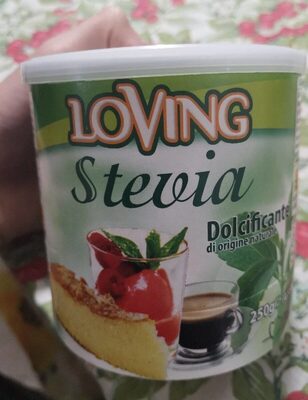 LOVING
Stevia
Dolcificante
di origine naturale
250g